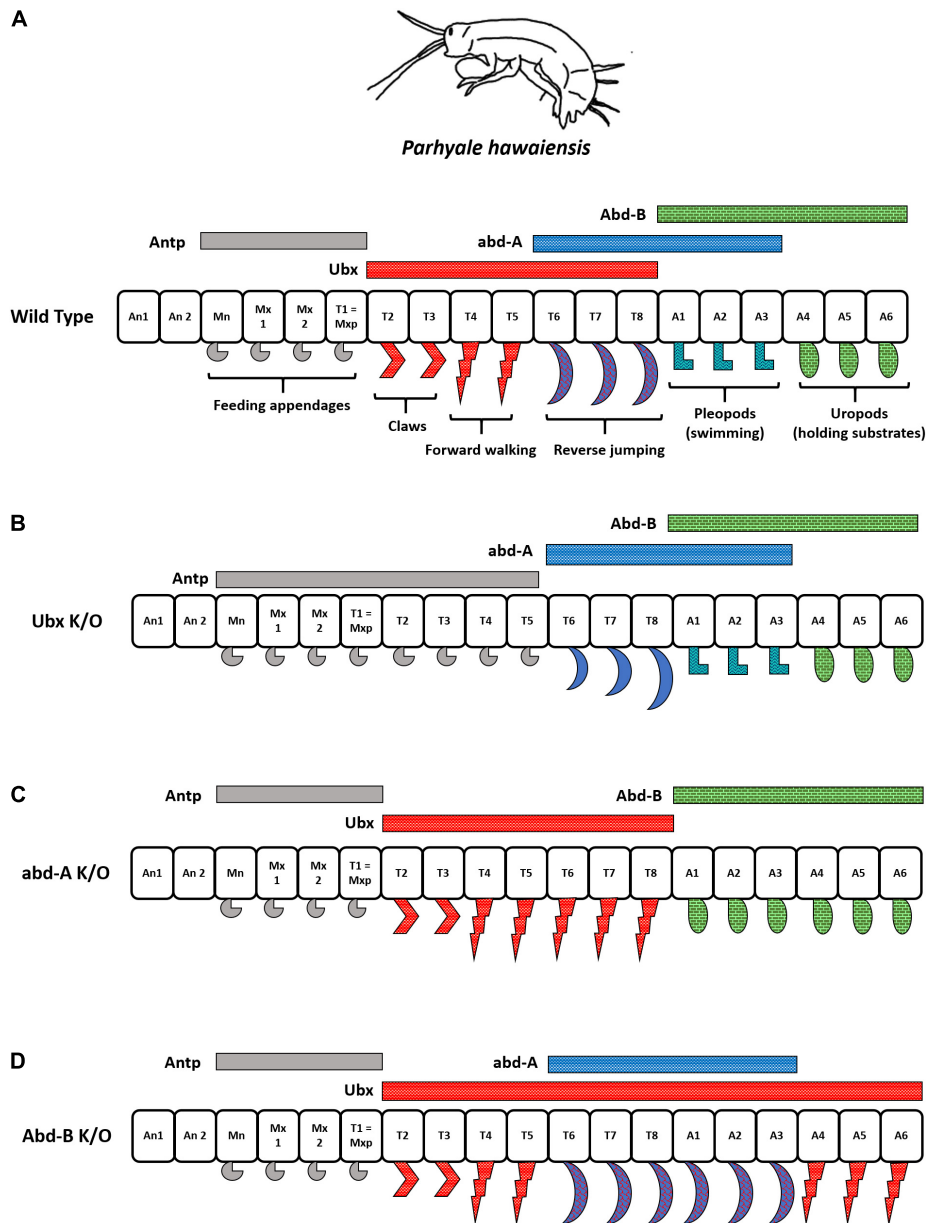 A
Parhyale hawaiensis
Abd-B
Antp
abd-A
Ubx
Wild Type
An1 An 2 Mn Mx 1 Mx 2 T1 = Mxp T2 T3 T4 T5 T6 T7 T8 A1 A2 A3 A4 A5 A6
Feeding appendages
Claws
Forward walking
Reverse jumping
Pleopods
(swimming)
Uropods
(holding substrates)
B
Abd-B
abd-A
Antp
Ubx K/O
An1 An 2 Mn Mx 1 Mx 2 T1 = Mxp T2 T3 T4 T5 T6 T7 T8 A1 A2 A3 A4 A5 A6
C
Antp
Abd-B
Ubx
abd-A K/O
An1 An 2 Mn Mx 1 Mx 2 T1 = Mxp T2 T3 T4 T5 T6 T7 T8 A1 A2 A3 A4 A5 A6
D
Antp
abd-A
Ubx
Abd-B K/O
An1 An 2 Mn Mx 1 Mx 2 T1 = Mxp T2 T3 T4 T5 T6 T7 T8 A1 A2 A3 A4 A5 A6